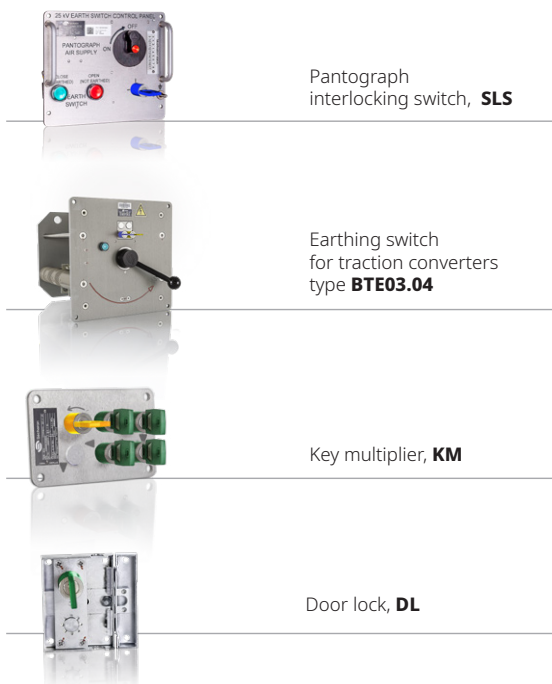 25 kV EARTH SWITCH CONTROL PANEL
OFF
ON
PANTOGRAPH
AIR SUPPLY
OPEN
EARTH
SWITCH
Pantograph
interlocking switch, SLS
Earthing switch
for traction converters
type BTE03.04
Key multiplier, KM
Door lock, DL